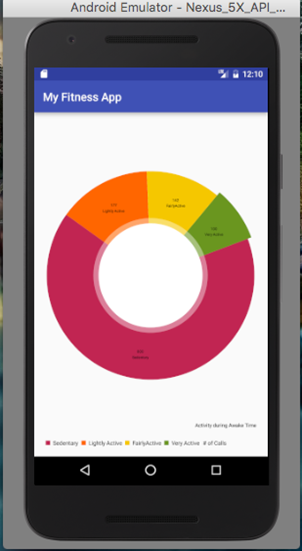 Android Emulator - Nexus_5X_API_...
12:10
My Fitness App
Lightly Active
FairlyActive
Very Active
Sedentary
Activity during Awake Time
Sedentary Lightly Active FairlyActive Very Active # of Calls